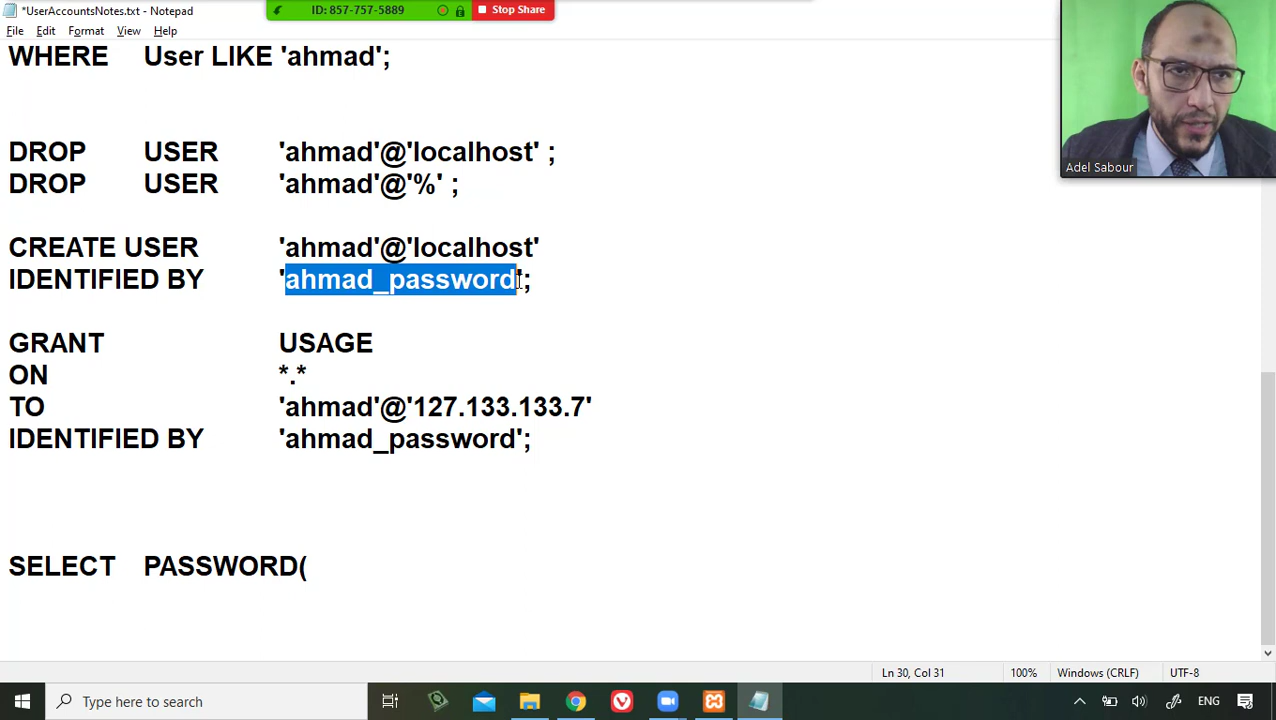 *UserAccountsNotes.txt - Notepad
ID: 857-757-5889
Stop Share
File Edit Format View Help
WHERE User LIKE 'ahmad';
DROP USER 'ahmad'@'localhost' ;
DROP USER 'ahmad'@'%' ;
CREATE USER 'ahmad'@'localhost'
IDENTIFIED BY 'ahmad_password';
GRANT USAGE
ON *.*
TO 'ahmad'@'127.133.133.7'
IDENTIFIED BY 'ahmad_password';
SELECT PASSWORD(
Adel Sabour
Ln 30, Col 31 100% Windows (CRLF) UTF-8
Type here to search
ENG